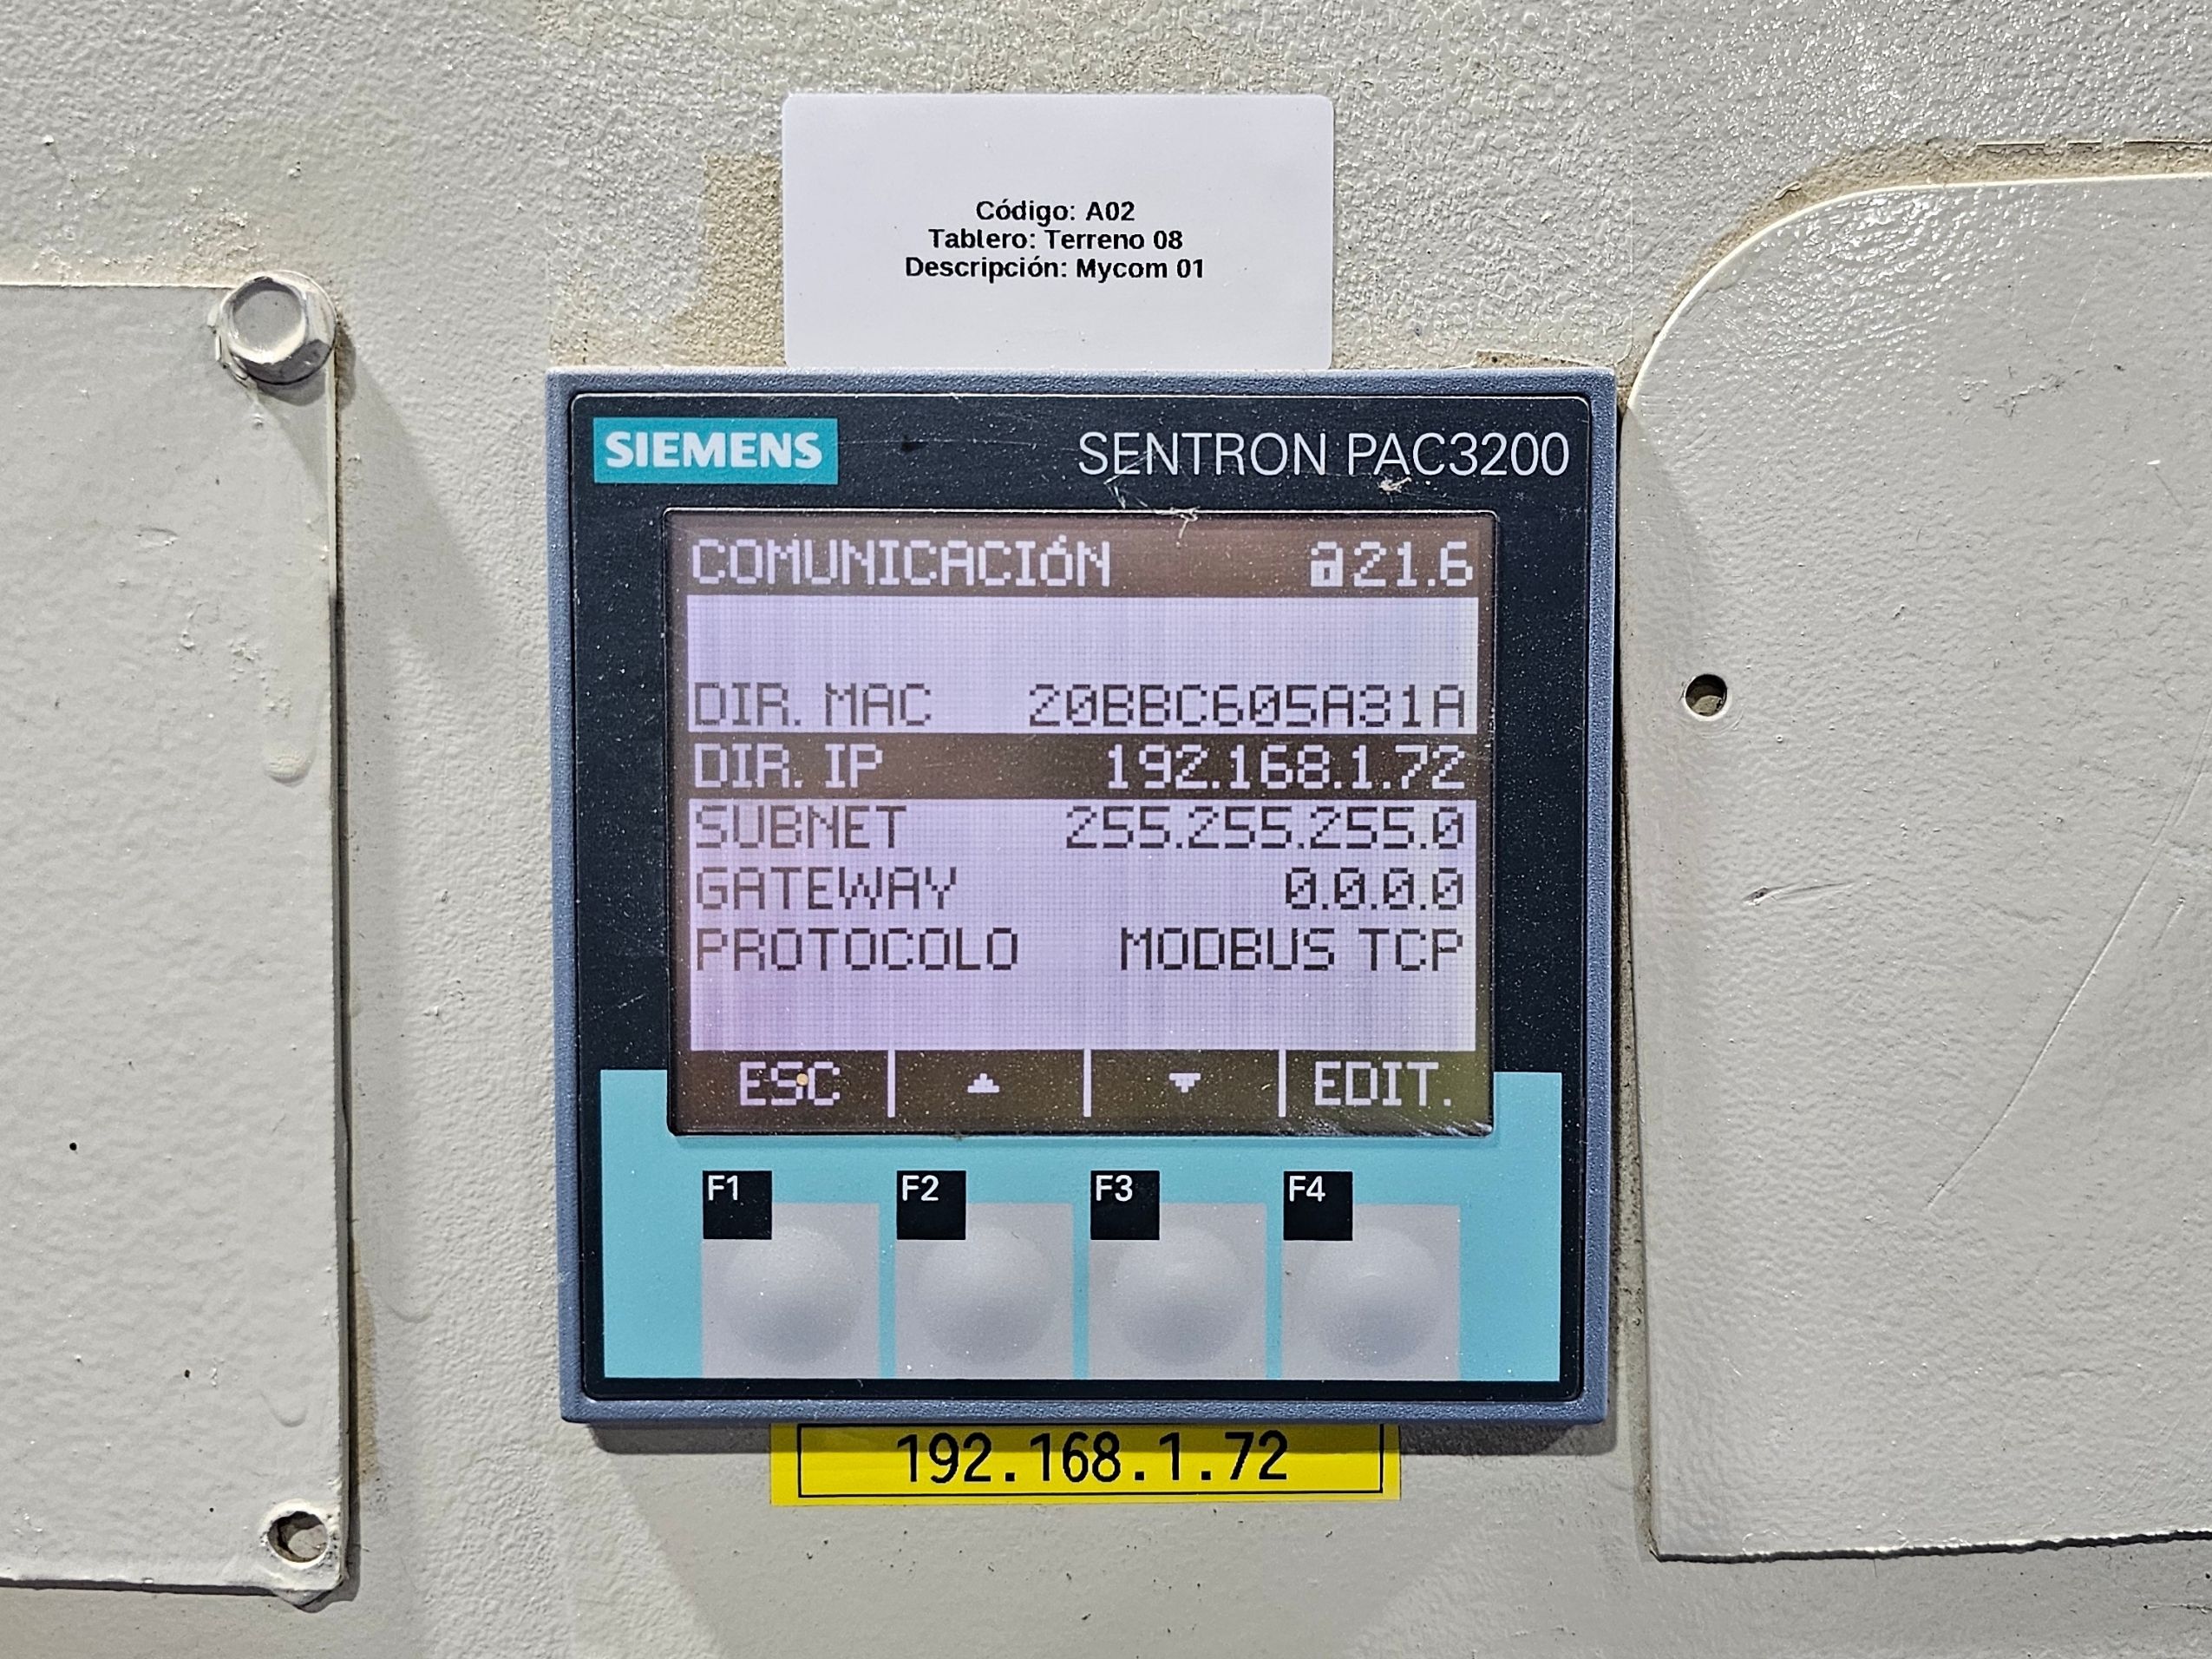 Código: A02
Tablero: Terreno 08
Descripción: Mycom 01
SIEMENS SENTRON PAC3200
COMUNICACIÓN 21.6
DIR. MAC 20BBC605A31A
DIR. IP 192.168.1.72
SUBNET 255.255.255.0
GATEWAY 0.0.0.0
PROTOCOLO MODBUS TCP
ESC EDIT.
F1 F2 F3 F4
192.168.1.72